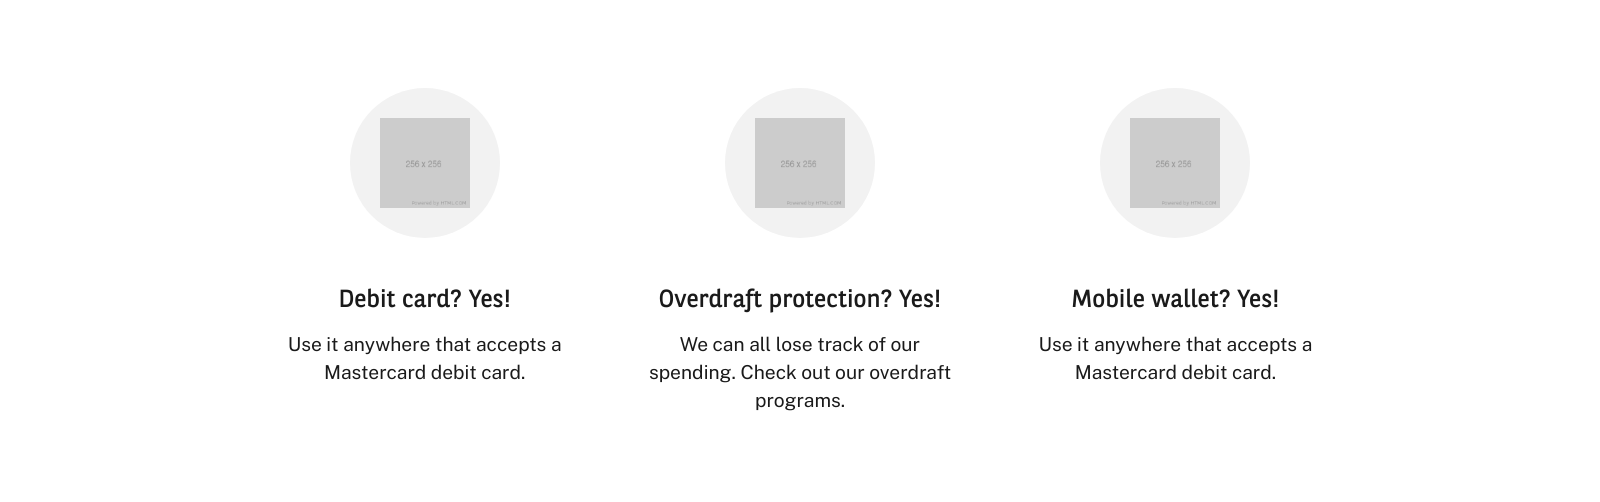 256 x 256
Powered by HTML.COM
256 x 256
Powered by HTML.COM
256 x 256
Powered by HTML.COM
Debit card? Yes!
Use it anywhere that accepts a
Mastercard debit card.
Overdraft protection? Yes!
We can all lose track of our
spending. Check out our overdraft
programs.
Mobile wallet? Yes!
Use it anywhere that accepts a
Mastercard debit card.